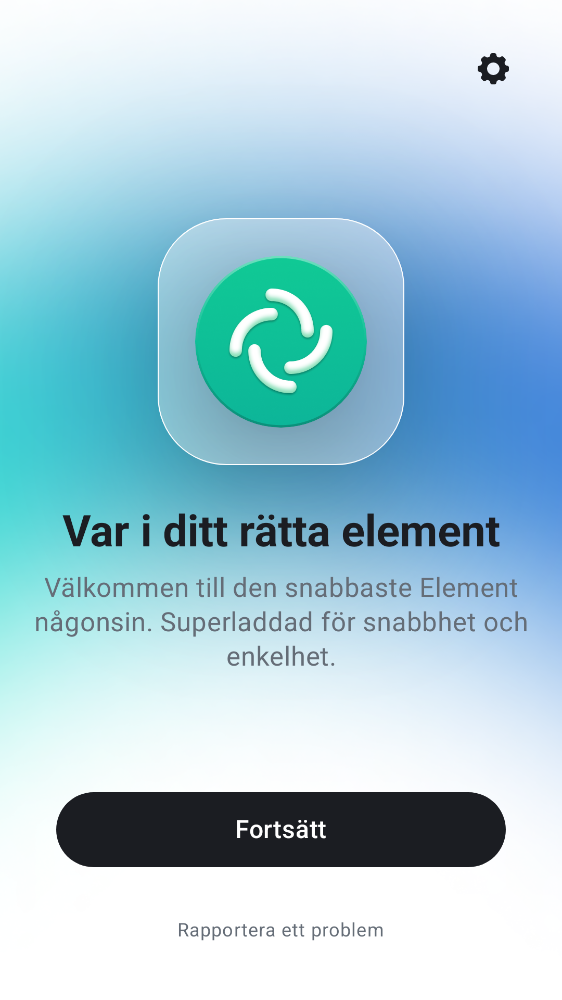 Var i ditt rätta element
Välkommen till den snabbaste Element
någonsin. Superladdad för snabbhet och
enkelhet.
Fortsätt
Rapportera ett problem